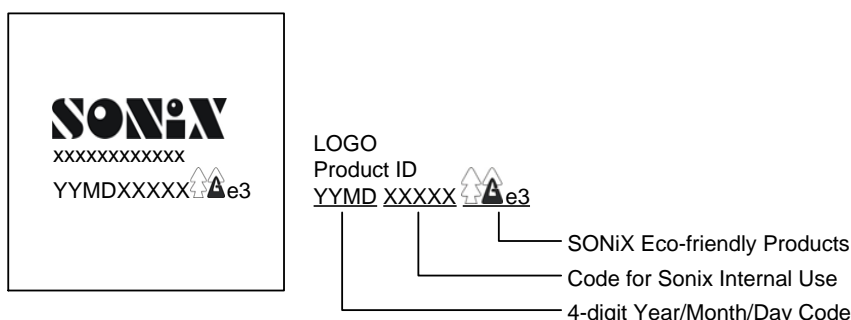 SONiX
xxxxxxxxxxxx
YYMDXXXXX G e3
LOGO
Product ID
YYMD XXXXX G e3
SONiX Eco-friendly Products
Code for Sonix Internal Use
4-digit Year/Month/Day Code